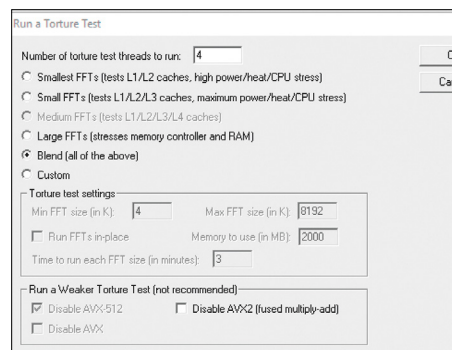 Run a Torture Test
Number of torture test threads to run: 4
Smallest FFTs (tests L1/L2 caches, high power/heat/CPU stress)
Small FFTs (tests L1/L2/L3 caches, maximum power/heat/CPU stress)
Medium FFTs (tests L1/L2/L3/L4 caches)
Large FFTs (stresses memory controller and RAM)
Blend (all of the above)
Custom
Torture test settings
Min FFT size (in K): 4 Max FFT size (in K): 8192
Run FFTs in-place Memory to use (in MB): 2000
Time to run each FFT size (in minutes): 3
Run a Weaker Torture Test (not recommended)
Disable AVX-512 Disable AVX2 (fused multiply-add)
Disable AVX